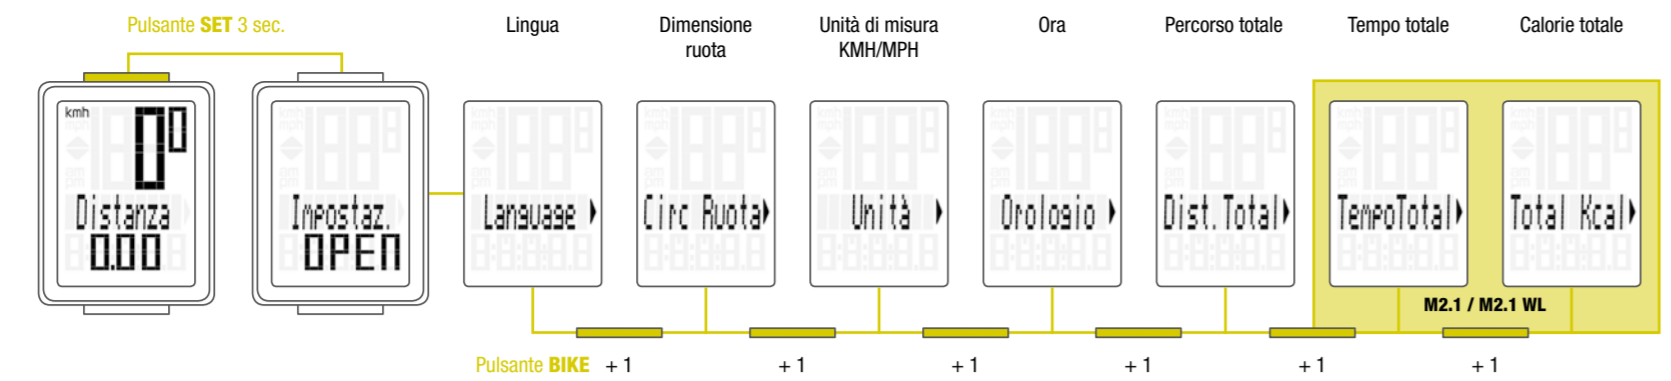 Pulsante SET 3 sec.
Lingua
Dimensione
ruota
Unità di misura
KMH/MPH
Ora
Percorso totale
Tempo totale
Calorie totale
kmh
0⁰
Distanza
0.00
Impostaz.
OPEN
Language
Circ Ruota
Unità
Orologio
Dist.Total
TempoTotal
Total Kcal
M2.1 / M2.1 WL
Pulsante BIKE + 1 + 1 + 1 + 1 + 1 + 1